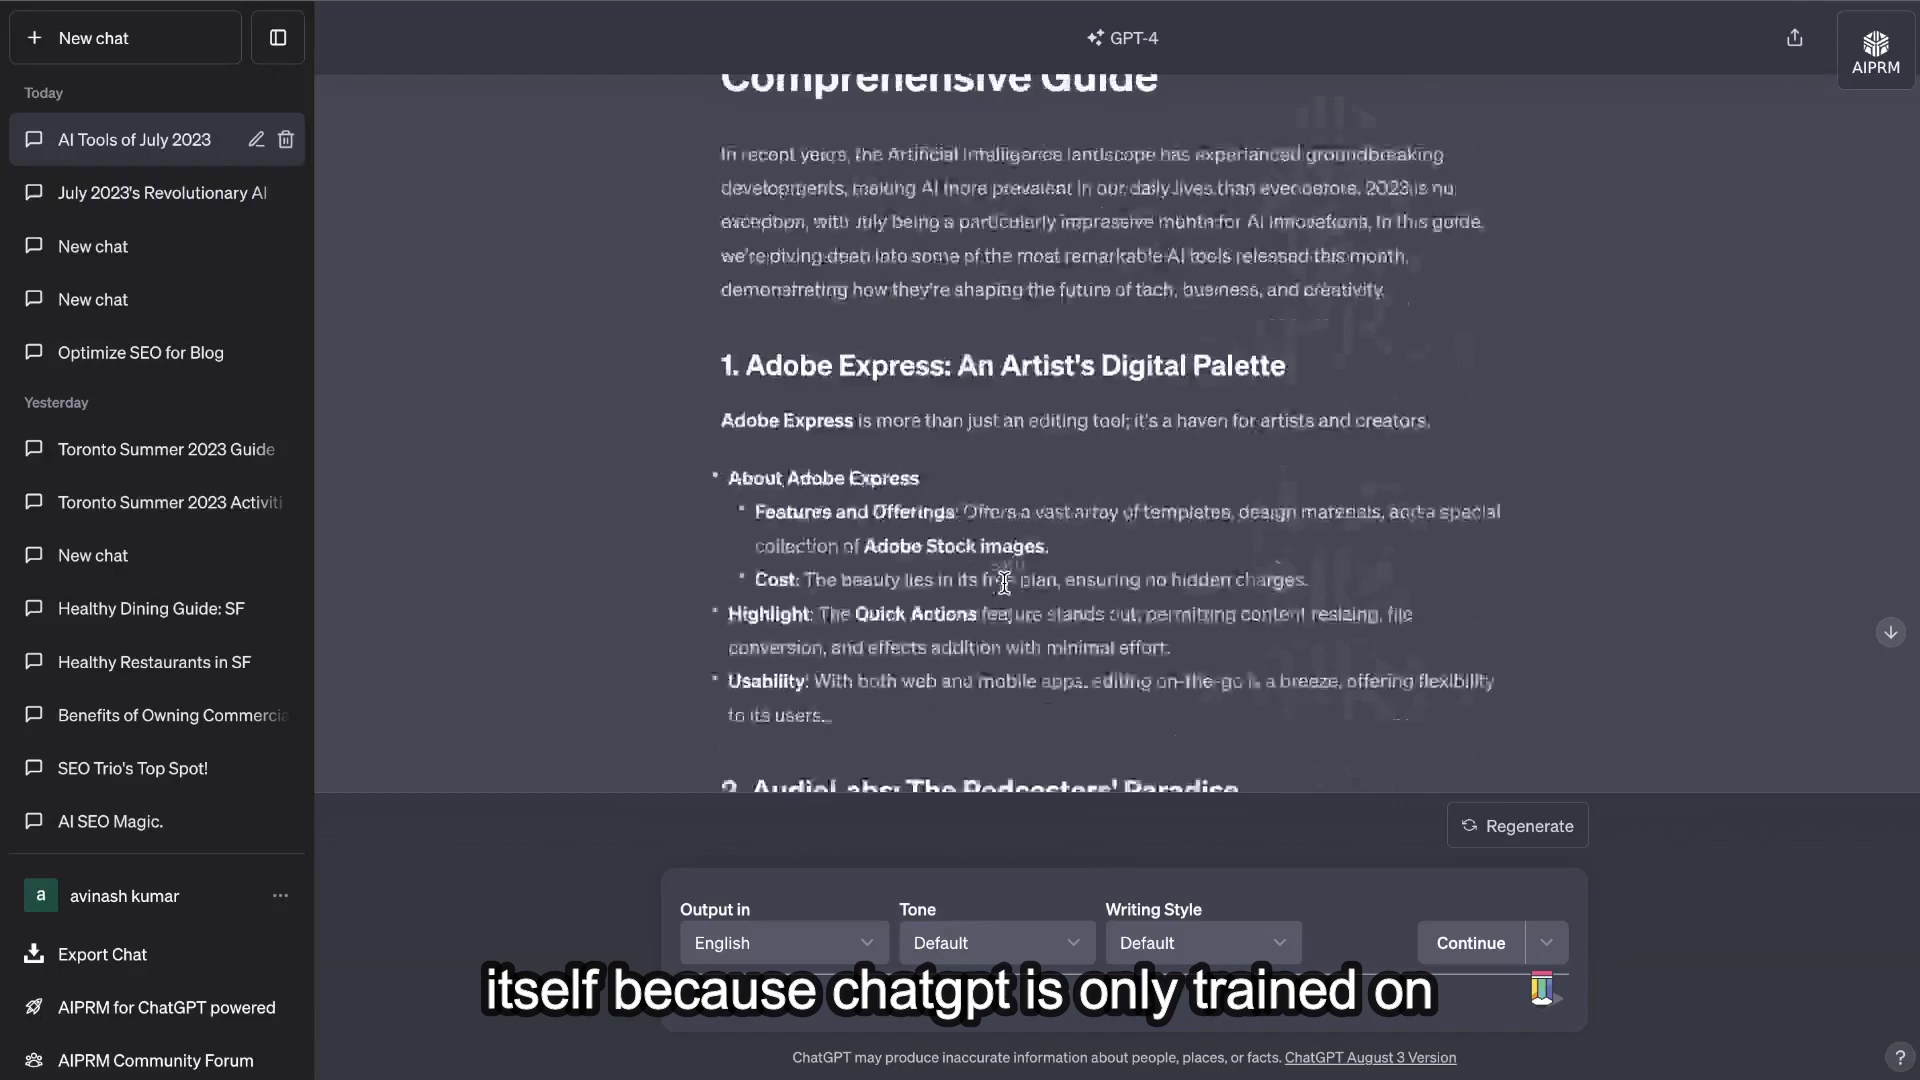 New chat
GPT-4
AIPRM
Today
AI Tools of July 2023
July 2023's Revolutionary AI
New chat
New chat
Optimize SEO for Blog
Yesterday
Toronto Summer 2023 Guide
Toronto Summer 2023 Activiti
New chat
Healthy Dining Guide: SF
Healthy Restaurants in SF
Benefits of Owning Commercia
SEO Trio's Top Spot!
AI SEO Magic.
a avinash kumar
Export Chat
AIPRM for ChatGPT powered
AIPRM Community Forum
Comprehensive Guide
In recent years, the Artificial Intelligence landscape has experienced groundbreaking
developments, making AI more prevalent in our daily lives than ever before. 2023 is no
exception, with July being a particularly impressive month for AI innovations. In this guide,
we're diving deep into some of the most remarkable AI tools released this month,
demonstrating how they're shaping the future of tech, business, and creativity.
1. Adobe Express: An Artist's Digital Palette
Adobe Express is more than just an editing tool; it's a haven for artists and creators.
About Adobe Express
Features and Offerings: Offers a vast array of templates, design materials, and a special
collection of Adobe Stock images.
Cost: The beauty lies in its free plan, ensuring no hidden charges.
Highlight: The Quick Actions feature stands out, permitting content resizing, file
conversion, and effects addition with minimal effort.
Usability: With both web and mobile apps, editing on-the-go is a breeze, offering flexibility
to its users.
2. AudioLabs: The Podcasters' Paradise
Regenerate
Output in Tone Writing Style
English Default Default Continue
itself because chatgpt is only trained on
ChatGPT may produce inaccurate information about people, places, or facts. ChatGPT August 3 Version
?